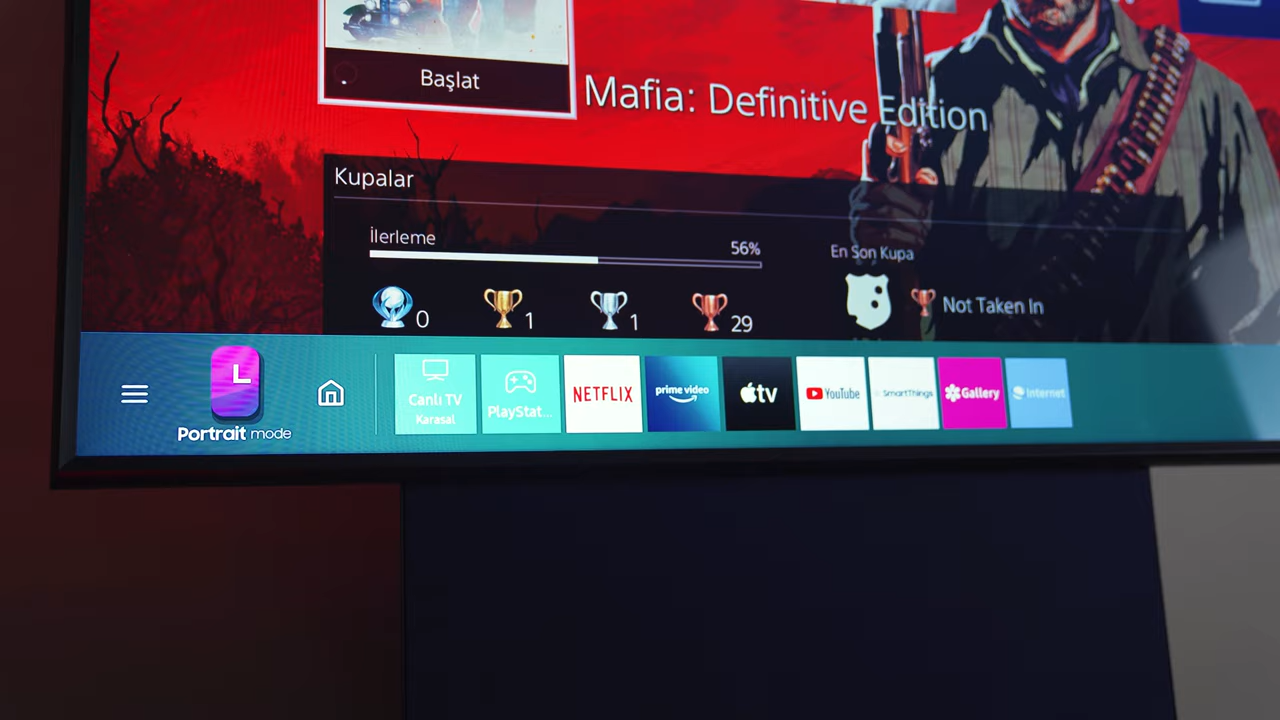 Başlat
Mafia: Definitive Edition
Kupalar
İlerleme
56%
En Son Kupa
0
1
1
29
Not Taken In
L
Portrait mode
Canlı TV
Karasal
PlayStat...
NETFLIX
prime video
tv
YouTube
SmartThings
Gallery
Internet